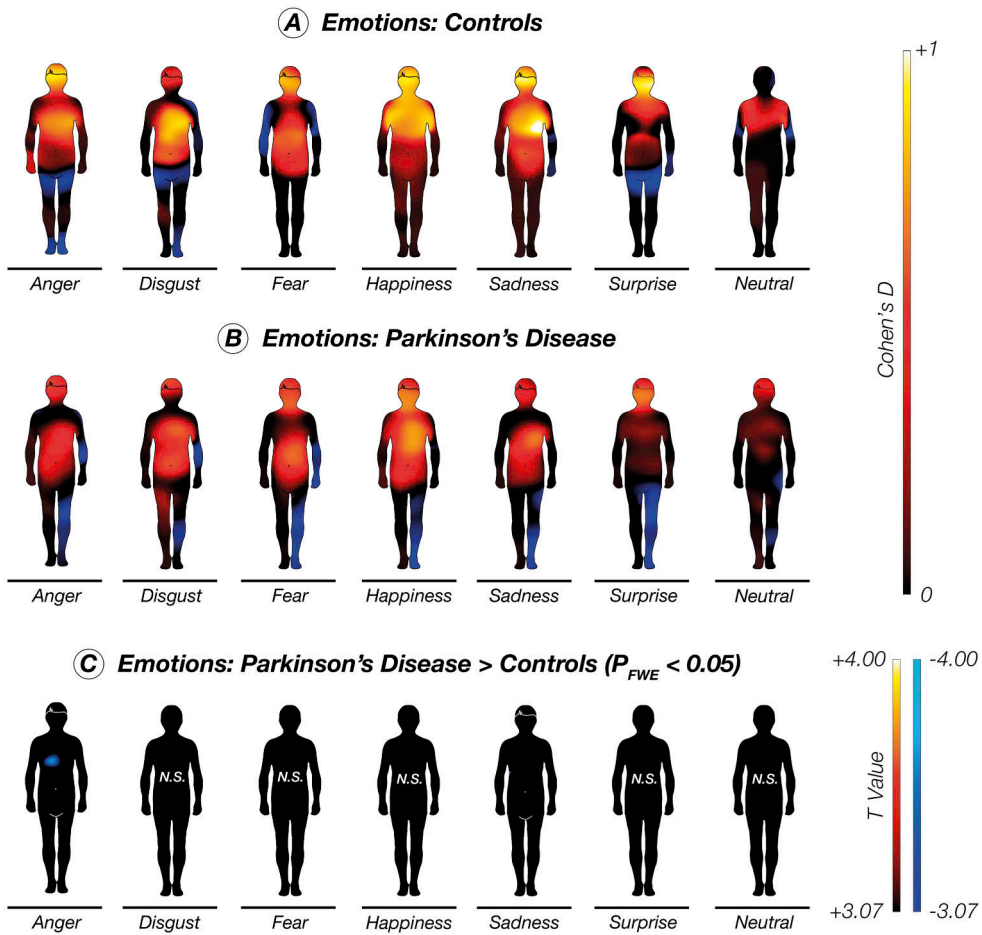 A Emotions: Controls
+1
Anger Disgust Fear Happiness Sadness Surprise Neutral
Cohen's D
B Emotions: Parkinson's Disease
0
Anger Disgust Fear Happiness Sadness Surprise Neutral
C Emotions: Parkinson's Disease > Controls (P_FWE < 0.05)
+4.00 -4.00
N.S. N.S. N.S. N.S. N.S.
T Value
+3.07 -3.07
Anger Disgust Fear Happiness Sadness Surprise Neutral